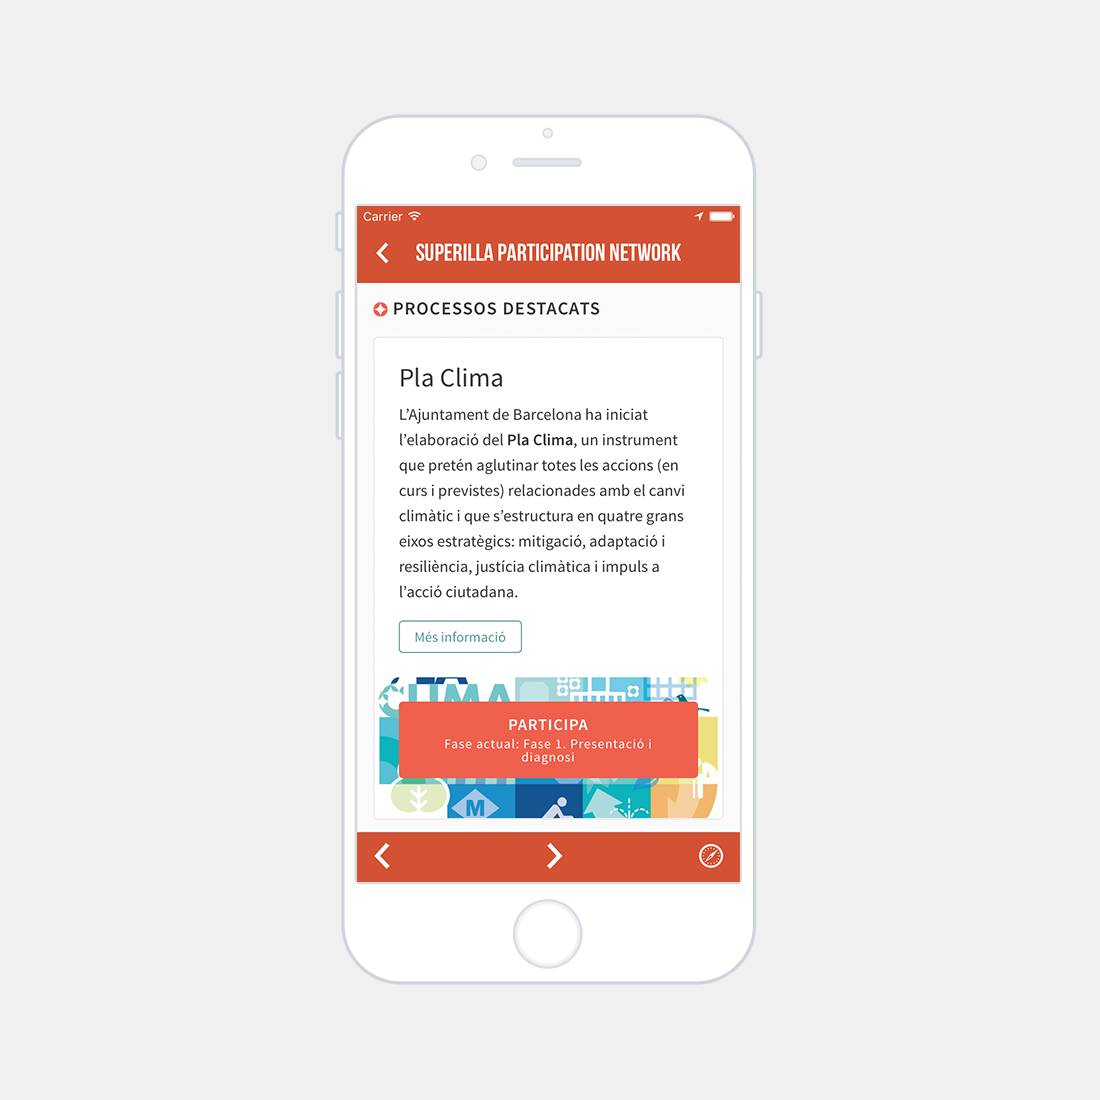 Carrier
SUPERILLA PARTICIPATION NETWORK
PROCESSOS DESTACATS
Pla Clima
L’Ajuntament de Barcelona ha iniciat
l’elaboració del Pla Clima, un instrument
que pretén aglutinar totes les accions (en
curs i previstes) relacionades amb el canvi
climàtic i que s’estructura en quatre grans
eixos estratègics: mitigació, adaptació i
resiliència, justícia climàtica i impuls a
l’acció ciutadana.
Més informació
CLIMA
PARTICIPA
Fase actual: Fase 1. Presentació i
diagnosi
M